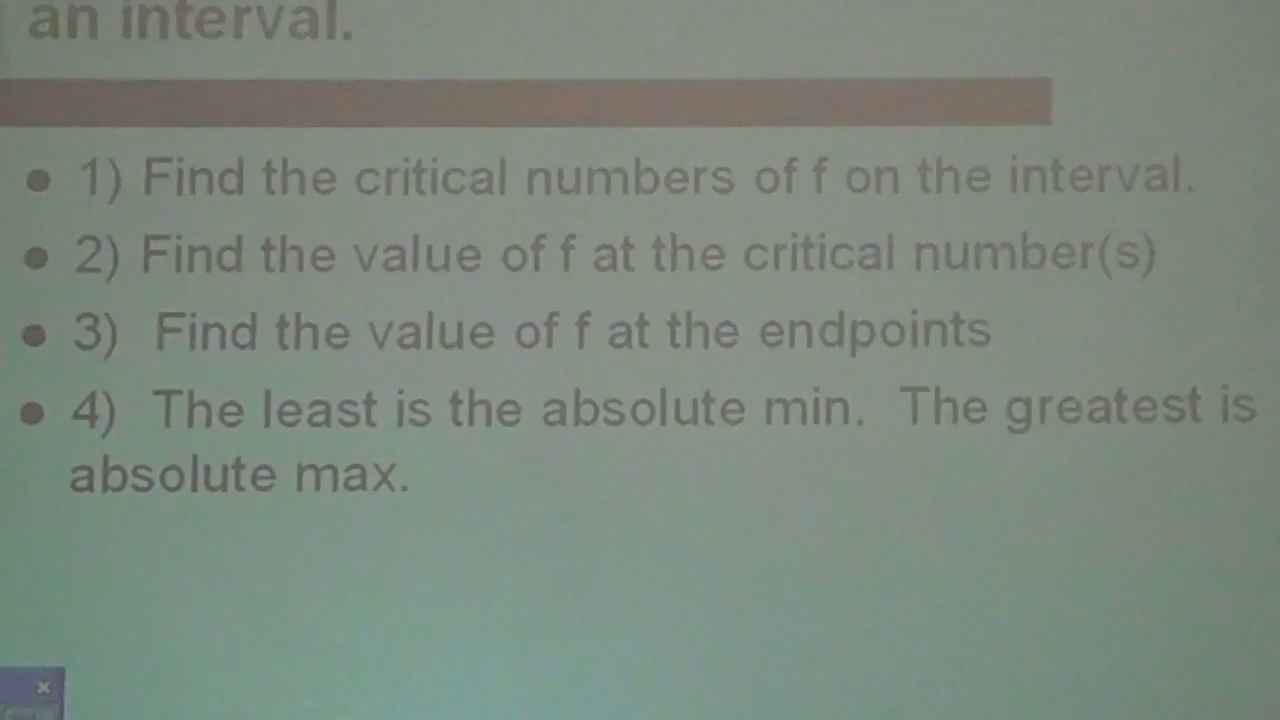 an interval.
• 1) Find the critical numbers of f on the interval.
• 2) Find the value of f at the critical number(s)
• 3) Find the value of f at the endpoints
• 4) The least is the absolute min. The greatest is
absolute max.